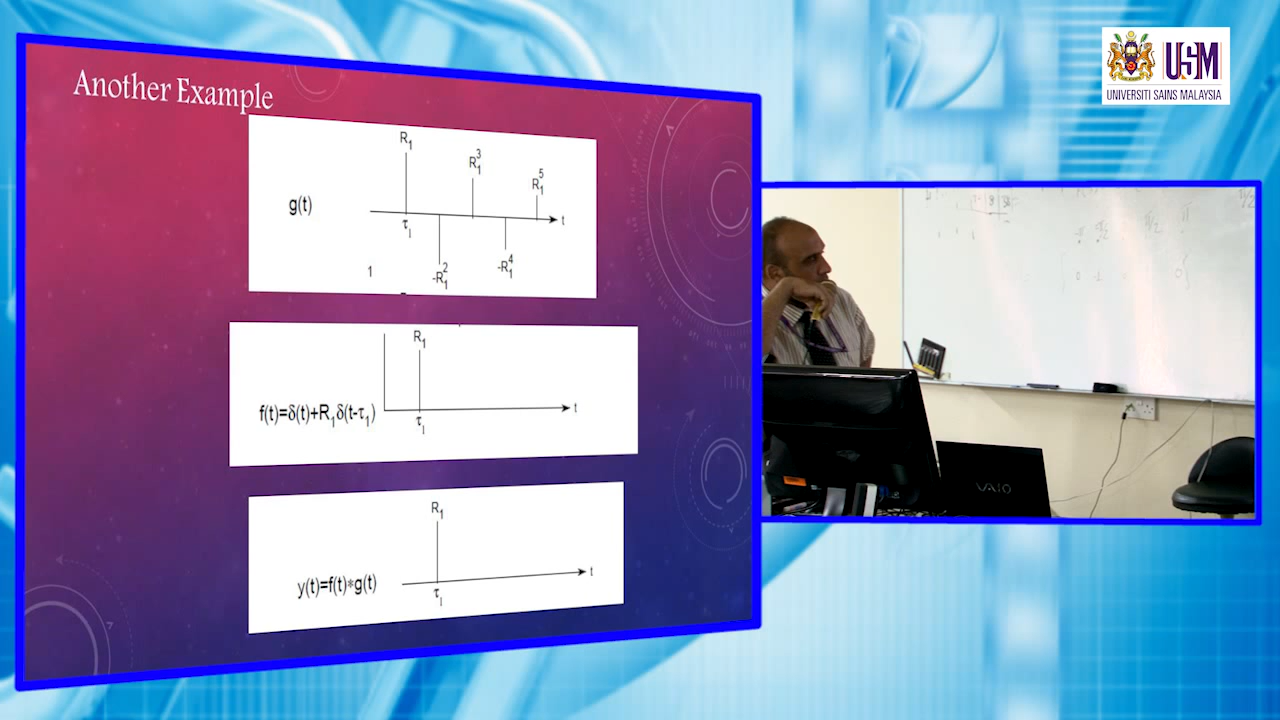 Another Example
R1
R1^3
R1^5
g(t)
t
τ1
1
-R1^2
-R1^4
R1
f(t)=δ(t)+R1δ(t-τ1)
t
τ1
R1
y(t)=f(t)*g(t)
t
τ1
USM
UNIVERSITI SAINS MALAYSIA
VAIO